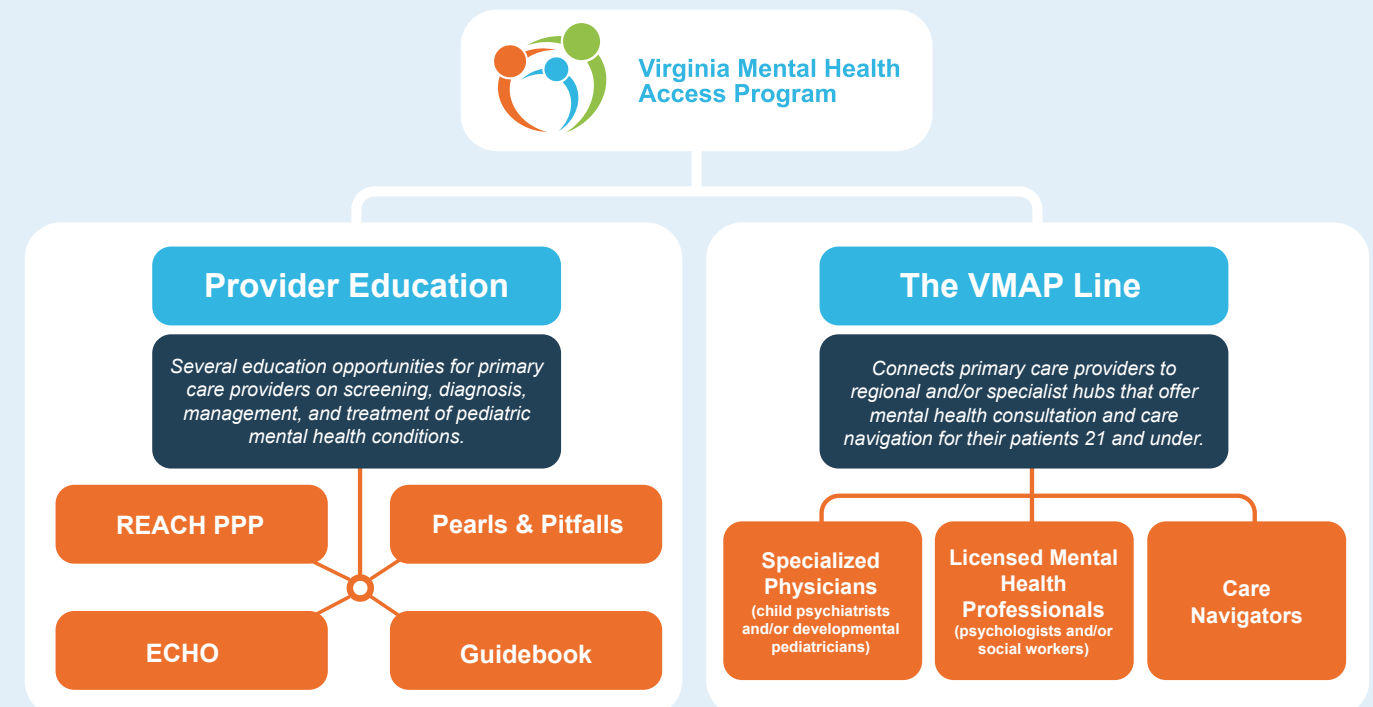 Virginia Mental Health
Access Program
Provider Education
Several education opportunities for primary
care providers on screening, diagnosis,
management, and treatment of pediatric
mental health conditions.
REACH PPP
Pearls & Pitfalls
ECHO
Guidebook
The VMAP Line
Connects primary care providers to
regional and/or specialist hubs that offer
mental health consultation and care
navigation for their patients 21 and under.
Specialized
Physicians
(child psychiatrists
and/or developmental
pediatricians)
Licensed Mental
Health
Professionals
(psychologists and/or
social workers)
Care
Navigators